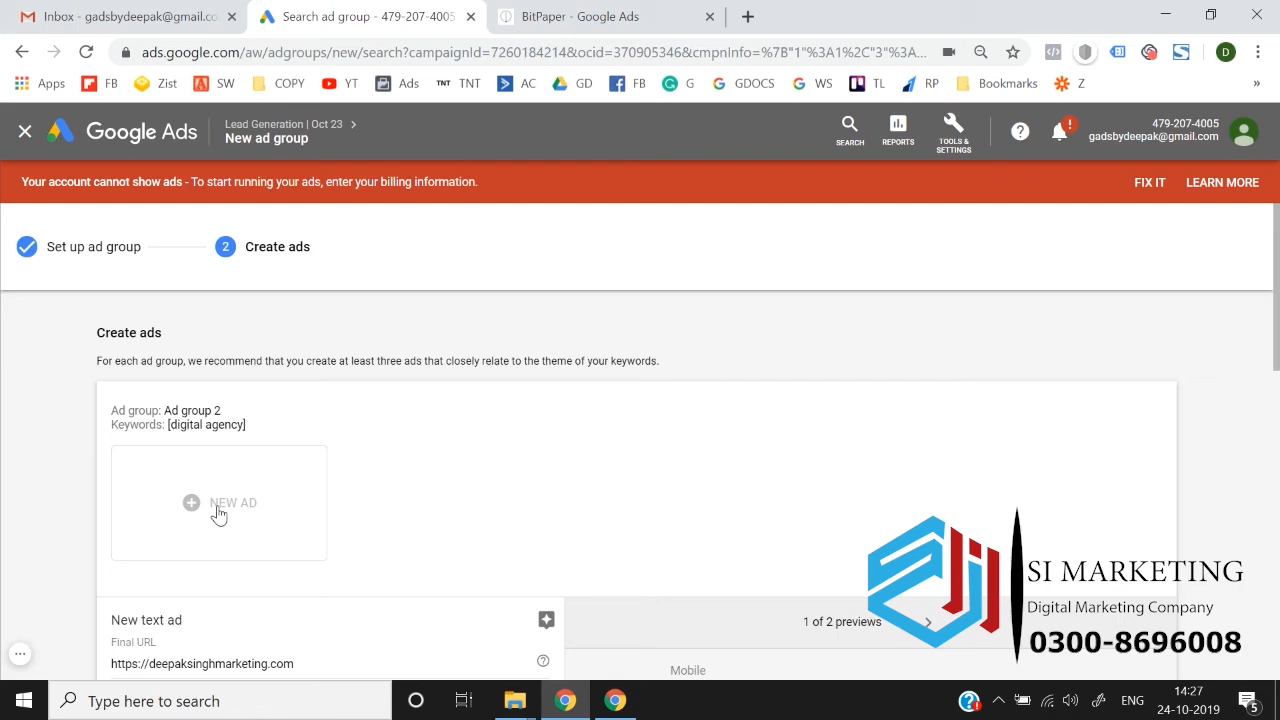 Inbox - gadsbydeepak@gmail.co
Search ad group - 479-207-4005
BitPaper - Google Ads
ads.google.com/aw/adgroups/new/search?campaignId=7260184214&ocid=370905346&cmpnInfo=%7B"1"%3A1%2C"3"%3A...
Apps
FB
Zist
SW
COPY
YT
Ads
TNT TNT
AC
GD
FB
G
GDOCS
WS
TL
RP
Bookmarks
Z
»
Google Ads
Lead Generation | Oct 23
New ad group
SEARCH
REPORTS
TOOLS & SETTINGS
479-207-4005
gadsbydeepak@gmail.com
Your account cannot show ads - To start running your ads, enter your billing information.
FIX IT
LEARN MORE
Set up ad group
2 Create ads
Create ads
For each ad group, we recommend that you create at least three ads that closely relate to the theme of your keywords.
Ad group: Ad group 2
Keywords: [digital agency]
NEW AD
New text ad
Final URL
https://deepaksinghmarketing.com
1 of 2 previews
Mobile
SI MARKETING
Digital Marketing Company
0300-8696008
Type here to search
ENG
14:27
24-10-2019
5